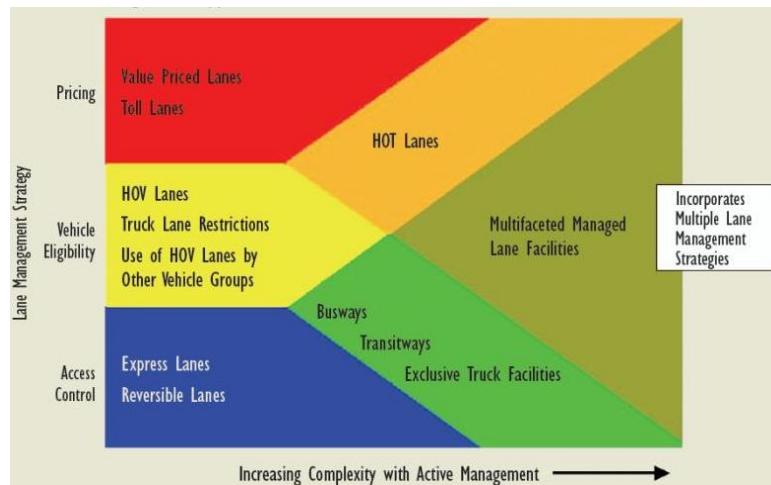 Pricing
Value Priced Lanes
Toll Lanes
HOT Lanes
Lane Management Strategy
Vehicle
Eligibility
HOV Lanes
Truck Lane Restrictions
Use of HOV Lanes by
Other Vehicle Groups
Multifaceted Managed
Lane Facilities
Incorporates
Multiple Lane
Management
Strategies
Busways
Transitways
Exclusive Truck Facilities
Access
Control
Express Lanes
Reversible Lanes
Increasing Complexity with Active Management